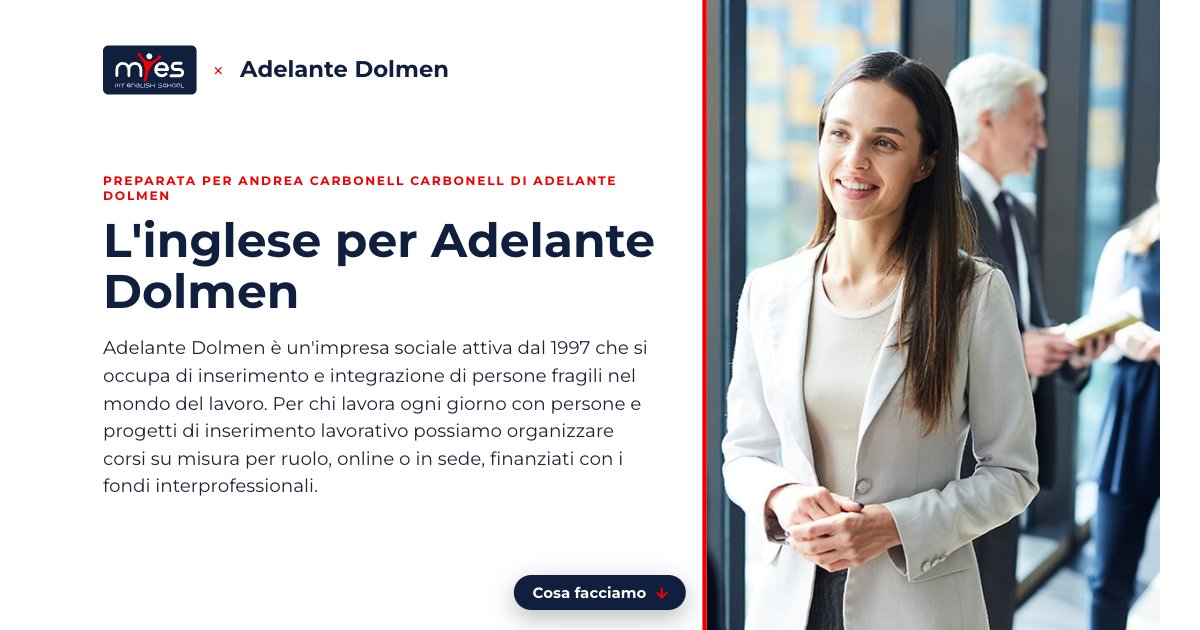 myes
MY ENGLISH SCHOOL
× Adelante Dolmen
PREPARATA PER ANDREA CARBONELL CARBONELL DI ADELANTE
DOLMEN
L'inglese per Adelante
Dolmen
Adelante Dolmen è un'impresa sociale attiva dal 1997 che si
occupa di inserimento e integrazione di persone fragili nel
mondo del lavoro. Per chi lavora ogni giorno con persone e
progetti di inserimento lavorativo possiamo organizzare
corsi su misura per ruolo, online o in sede, finanziati con i
fondi interprofessionali.
Cosa facciamo ↓